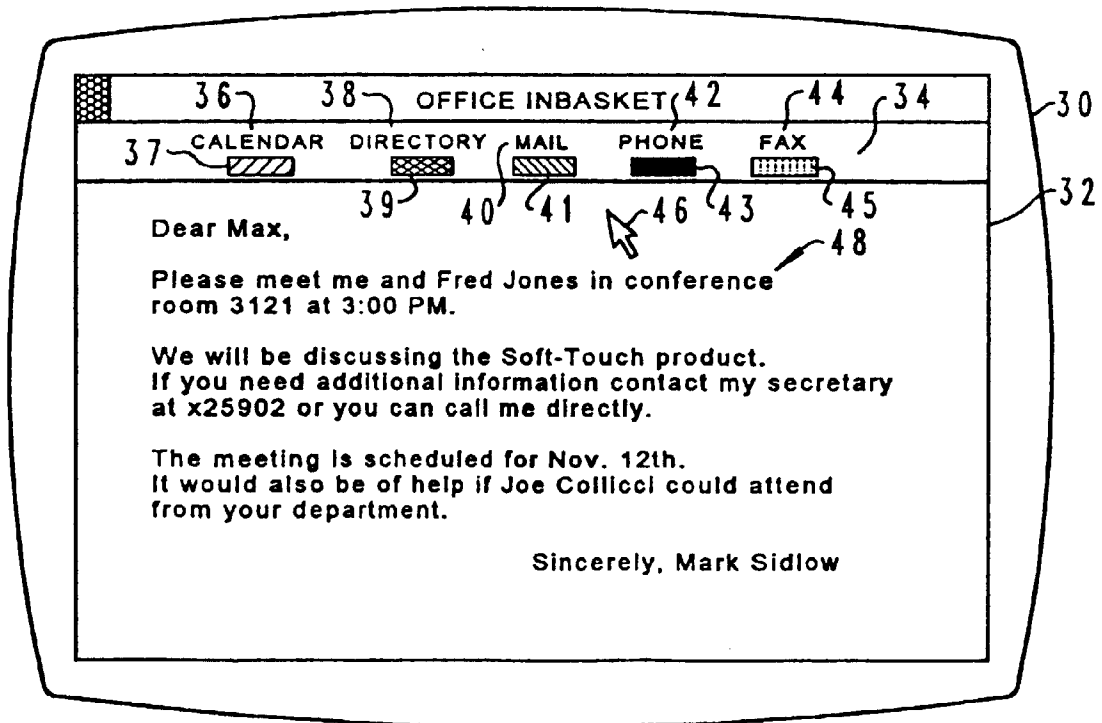 36 38 OFFICE INBASKET 42 44 34 30
CALENDAR DIRECTORY MAIL PHONE FAX
37 39 40 41 46 43 45 32
Dear Max, 48
Please meet me and Fred Jones in conference
room 3121 at 3:00 PM.
We will be discussing the Soft-Touch product.
If you need additional information contact my secretary
at x25902 or you can call me directly.
The meeting is scheduled for Nov. 12th.
It would also be of help if Joe Collicci could attend
from your department.
Sincerely, Mark Sidlow